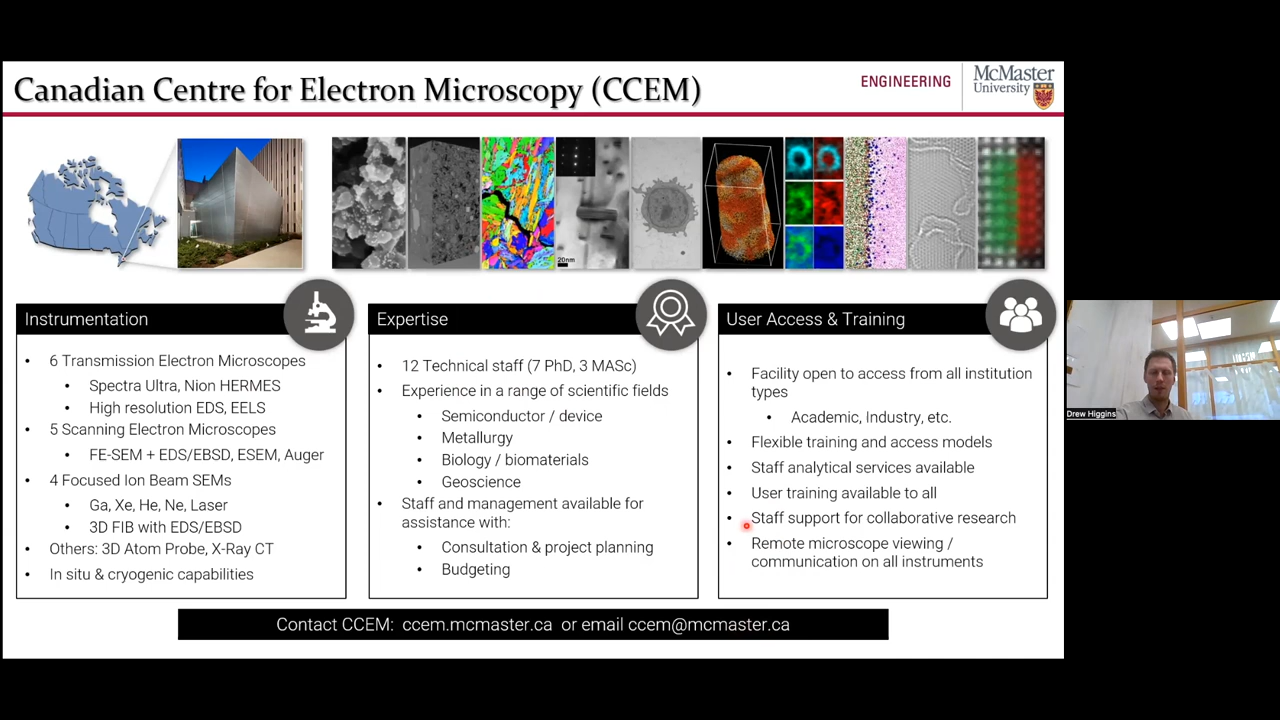 Canadian Centre for Electron Microscopy (CCEM)
ENGINEERING
McMaster
University
20nm
Instrumentation
• 6 Transmission Electron Microscopes
• Spectra Ultra, Nion HERMES
• High resolution EDS, EELS
• 5 Scanning Electron Microscopes
• FE-SEM + EDS/EBSD, ESEM, Auger
• 4 Focused Ion Beam SEMs
• Ga, Xe, He, Ne, Laser
• 3D FIB with EDS/EBSD
• Others: 3D Atom Probe, X-Ray CT
• In situ & cryogenic capabilities
Expertise
• 12 Technical staff (7 PhD, 3 MASc)
• Experience in a range of scientific fields
• Semiconductor / device
• Metallurgy
• Biology / biomaterials
• Geoscience
• Staff and management available for
assistance with:
• Consultation & project planning
• Budgeting
User Access & Training
• Facility open to access from all institution
types
• Academic, Industry, etc.
• Flexible training and access models
• Staff analytical services available
• User training available to all
• Staff support for collaborative research
• Remote microscope viewing /
communication on all instruments
Contact CCEM: ccem.mcmaster.ca or email ccem@mcmaster.ca
Drew Higgins